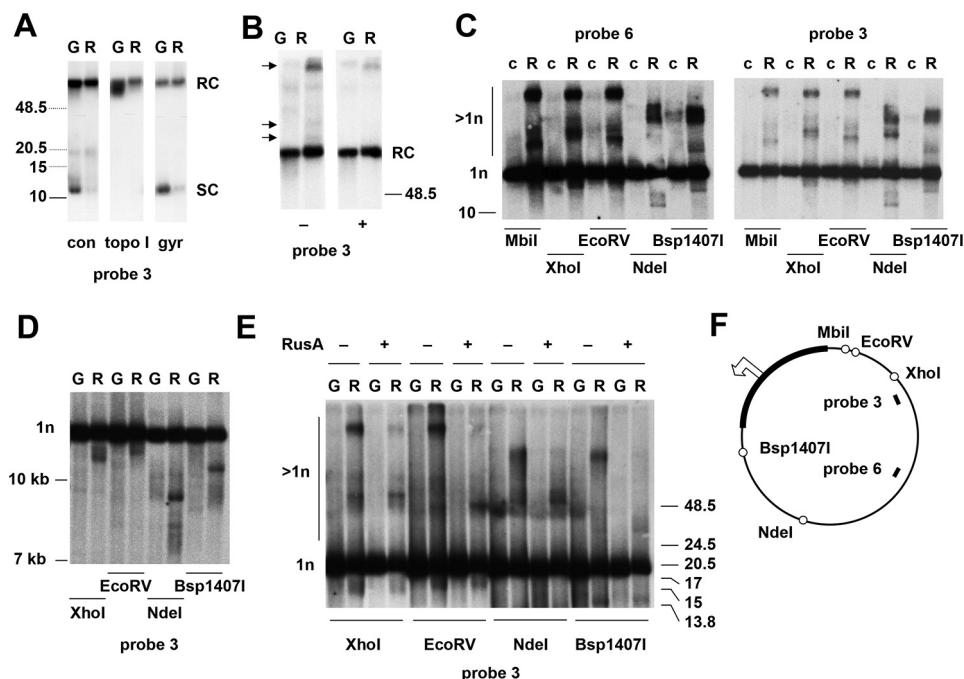 A
G R G R G R
RC
48.5
20.5
15
10
SC
con topo I gyr
probe 3
B
G R G R
RC
48.5
– +
probe 3
C
probe 6 probe 3
c R c R c R c R c R c R c R c R c R c R
>1n
1n
10
MbiI EcoRV Bsp1407I MbiI EcoRV Bsp1407I
XhoI NdeI XhoI NdeI
D
G R G R G R G R
1n
10 kb
7 kb
EcoRV Bsp1407I
XhoI NdeI
probe 3
E
RusA – + – + – + – +
G R G R G R G R G R G R G R G R
>1n
48.5
24.5
1n
20.5
17
15
13.8
XhoI EcoRV NdeI Bsp1407I
probe 3
F
MbiI
EcoRV
XhoI
probe 3
Bsp1407I
probe 6
NdeI